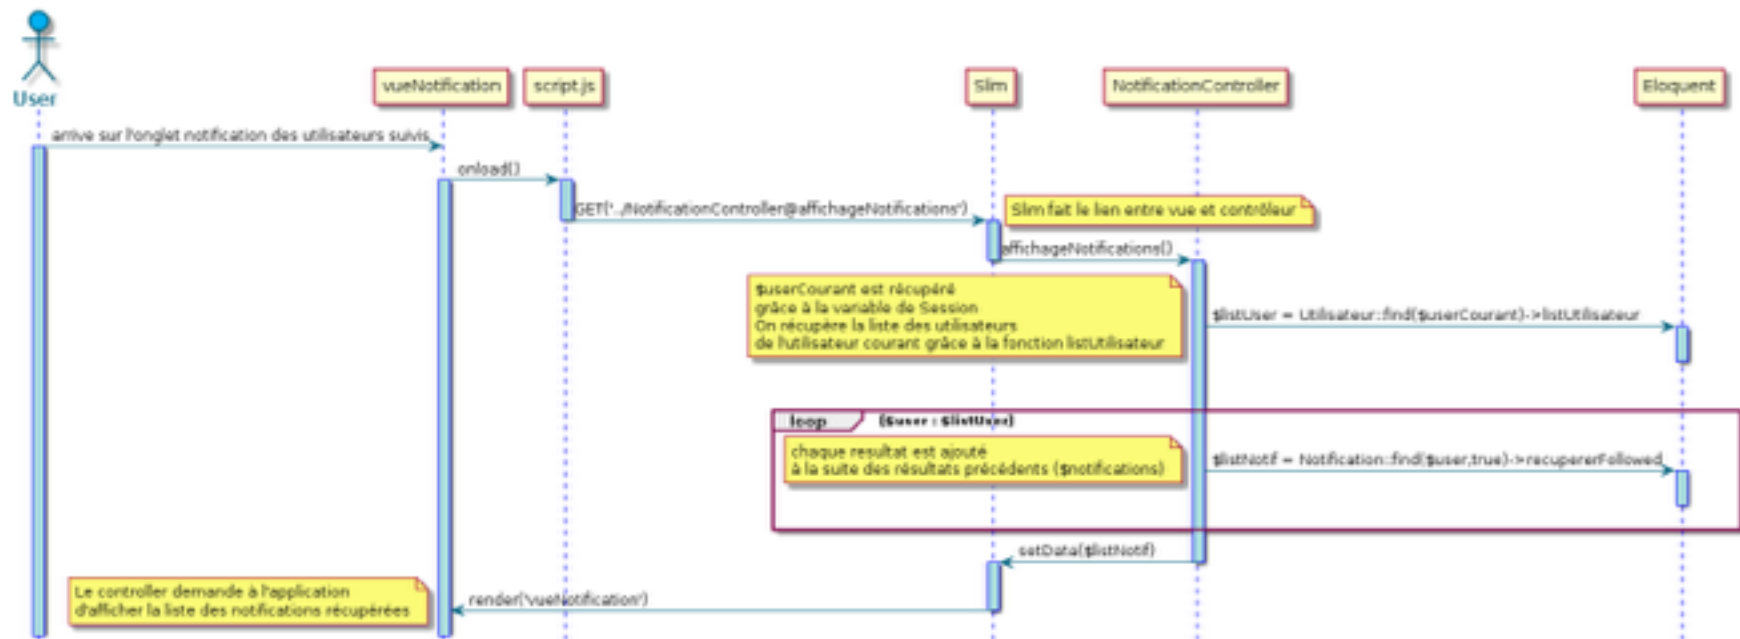 User
vueNotification
script.js
Slim
NotificationController
Eloquent
arrive sur l'onglet notification des utilisateurs suivis
onload()
GET('../NotificationController@affichageNotifications')
Slim fait le lien entre vue et contrôleur
affichageNotifications()
$userCourant est récupéré
grâce à la variable de Session
On récupère la liste des utilisateurs
de l'utilisateur courant grâce à la fonction listUtilisateur
$listUser = Utilisateur::find($userCourant)->listUtilisateur
loop
[$user : $listUser]
chaque resultat est ajouté
à la suite des résultats précédents ($notifications)
$listNotif = Notification::find($user,true)->recupererFollowed
setData($listNotif)
Le controller demande à l'application
d'afficher la liste des notifications récupérées
render('vueNotification')